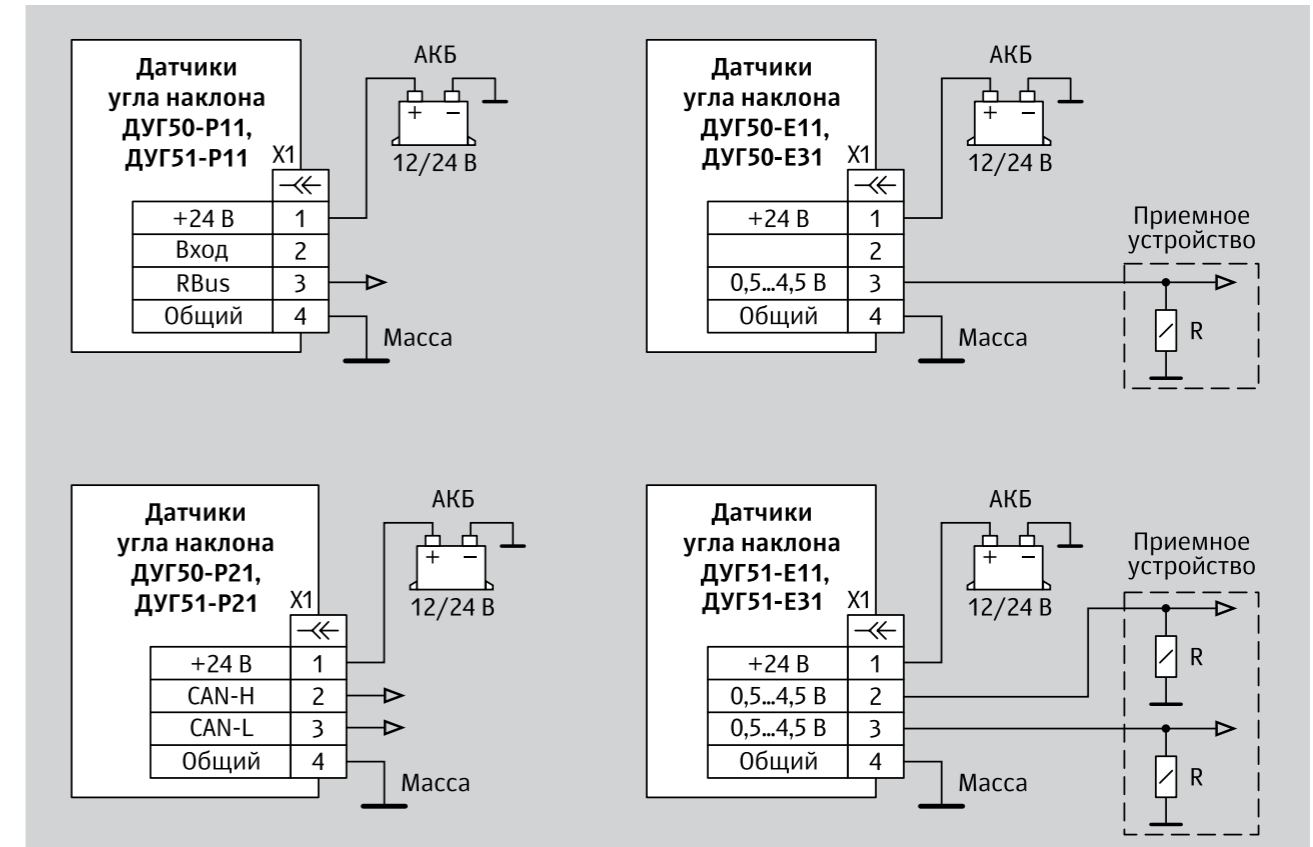 Датчики
угла наклона
ДУГ50-Р11,
ДУГ51-Р11
X1
АКБ
+ −
12/24 В
+24 В 1
Вход 2
RBus 3
Общий 4
Масса
Датчики
угла наклона
ДУГ50-Е11,
ДУГ50-Е31
X1
АКБ
+ −
12/24 В
+24 В 1
2
0,5...4,5 В 3
Общий 4
Масса
Приемное
устройство
R
Датчики
угла наклона
ДУГ50-Р21,
ДУГ51-Р21
X1
АКБ
+ −
12/24 В
+24 В 1
CAN-H 2
CAN-L 3
Общий 4
Масса
Датчики
угла наклона
ДУГ51-Е11,
ДУГ51-Е31
X1
АКБ
+ −
12/24 В
+24 В 1
0,5...4,5 В 2
0,5...4,5 В 3
Общий 4
Масса
Приемное
устройство
R
R